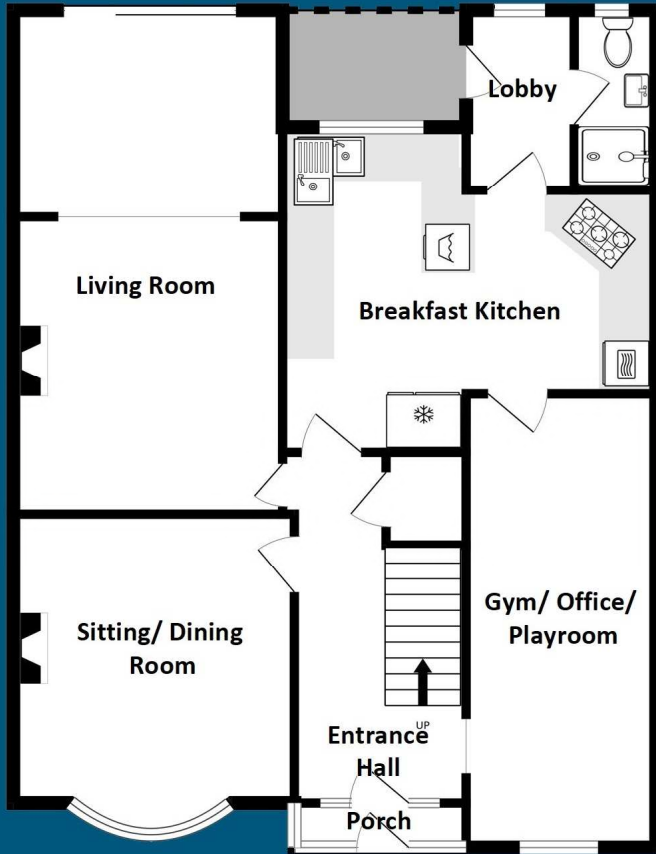 Lobby
Living Room
Breakfast Kitchen
Gym/ Office/
Playroom
Sitting/ Dining
Room
UP
Entrance
Hall
Porch